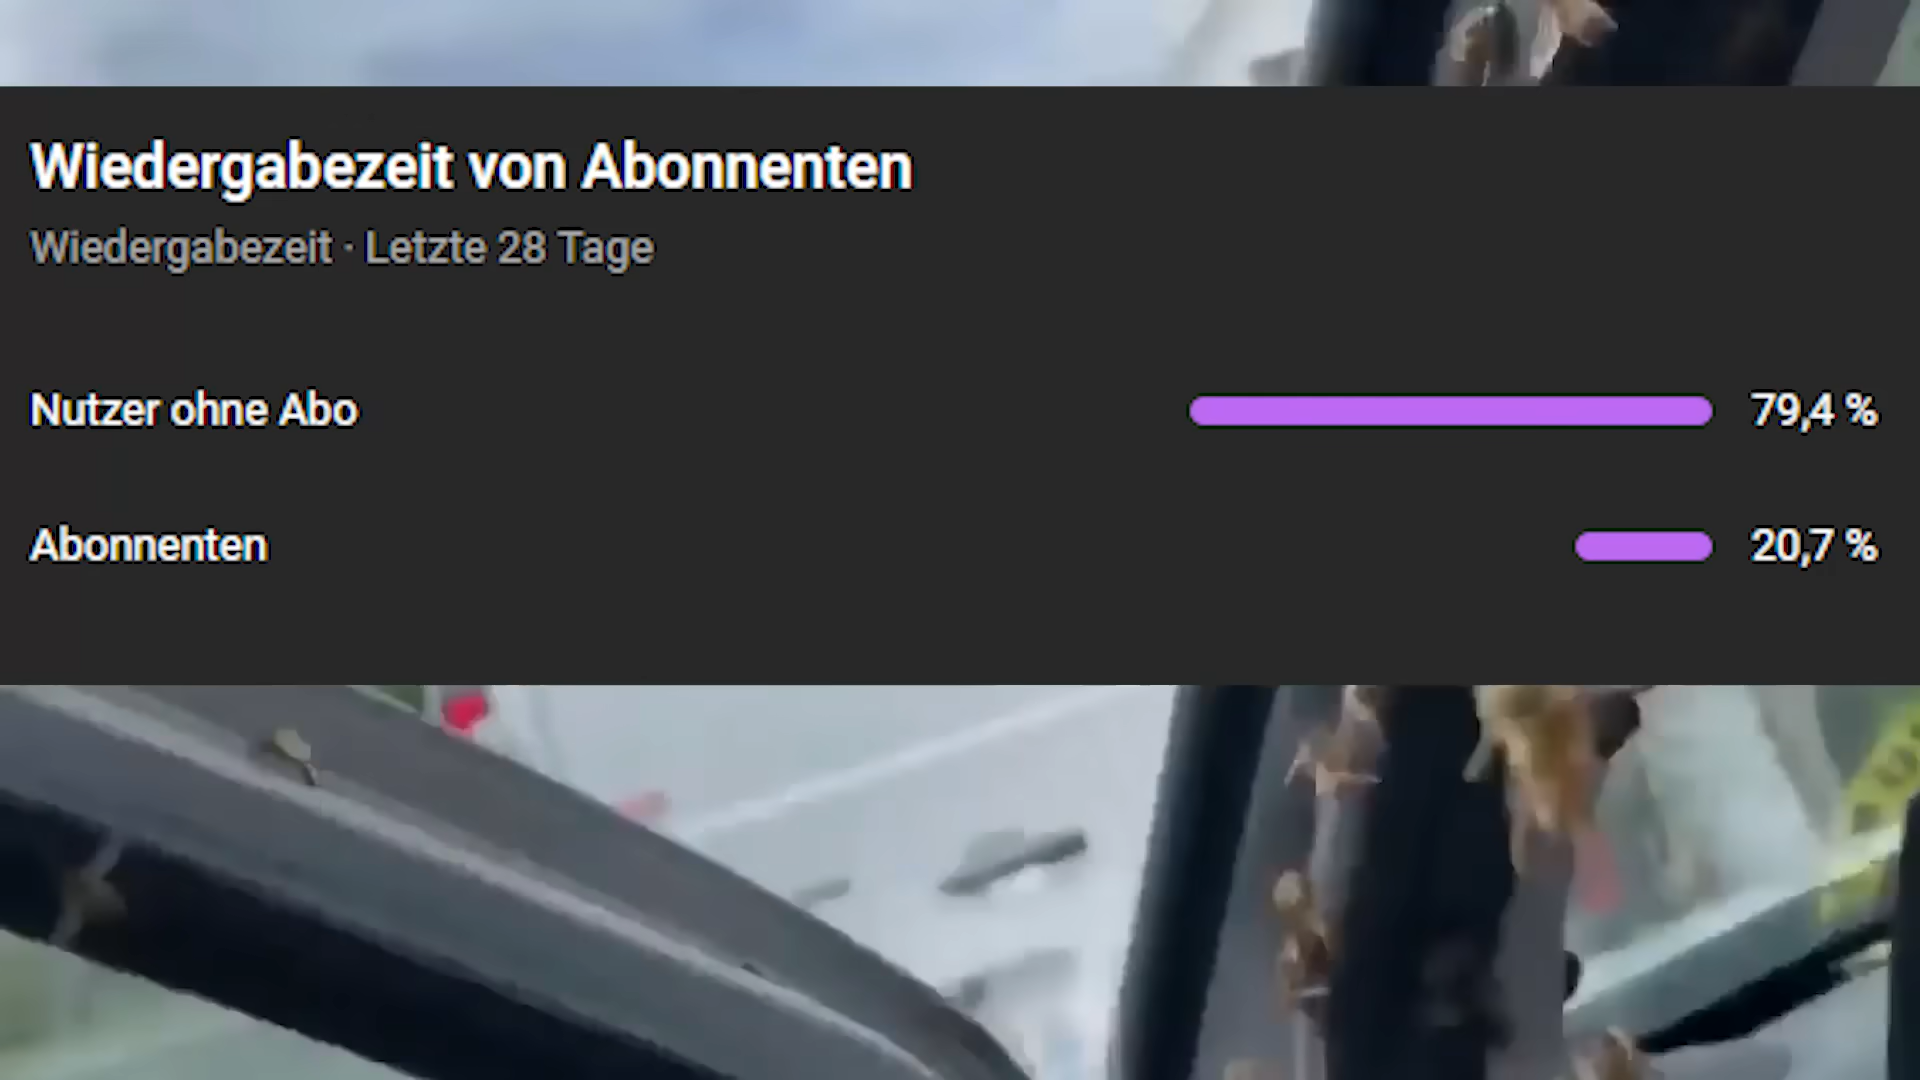 Wiedergabezeit von Abonnenten
Wiedergabezeit · Letzte 28 Tage
Nutzer ohne Abo 79,4 %
Abonnenten 20,7 %